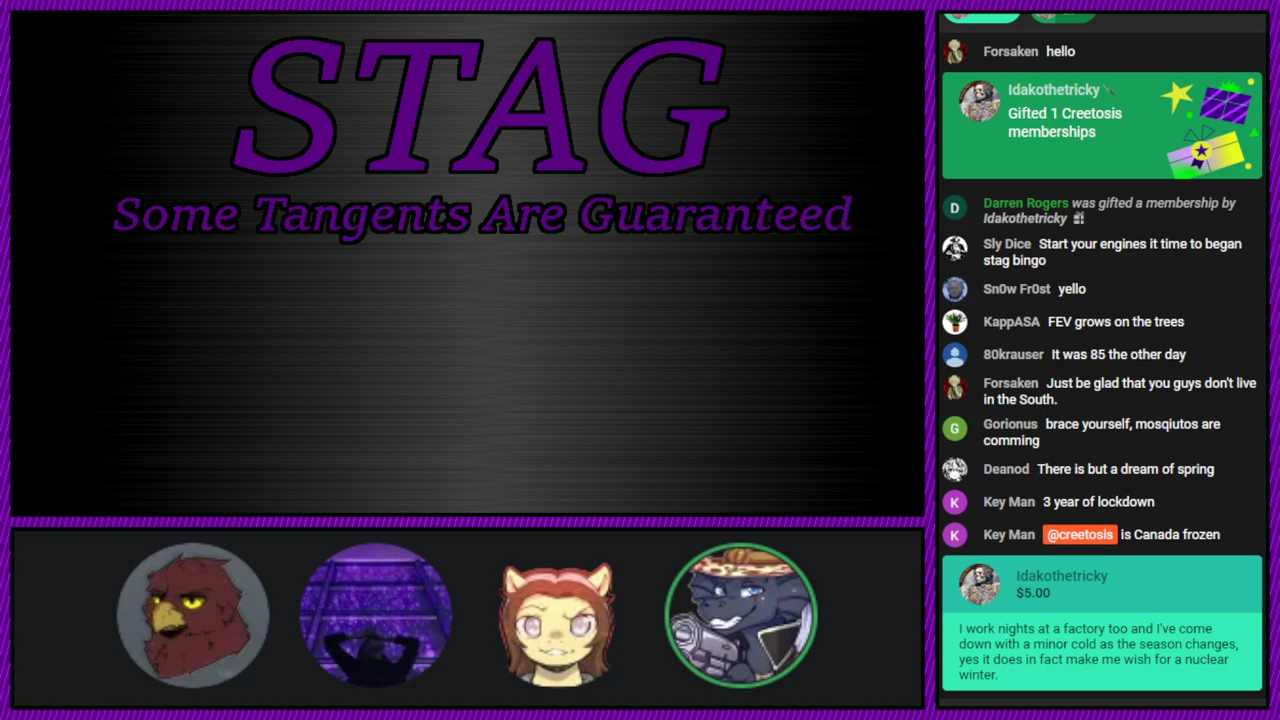 STAG
Some Tangents Are Guaranteed
Forsaken hello
Idakothetricky
Gifted 1 Creetosis
memberships
D
Darren Rogers was gifted a membership by
Idakothetricky
Sly Dice Start your engines it time to began
stag bingo
Sn0w Fr0st yello
KappASA FEV grows on the trees
80krauser It was 85 the other day
Forsaken Just be glad that you guys don't live
in the South.
G
Gorionus brace yourself, mosqiutos are
comming
Deanod There is but a dream of spring
K
Key Man 3 year of lockdown
K
Key Man @creetosis is Canada frozen
Idakothetricky
$5.00
I work nights at a factory too and I've come
down with a minor cold as the season changes,
yes it does in fact make me wish for a nuclear
winter.